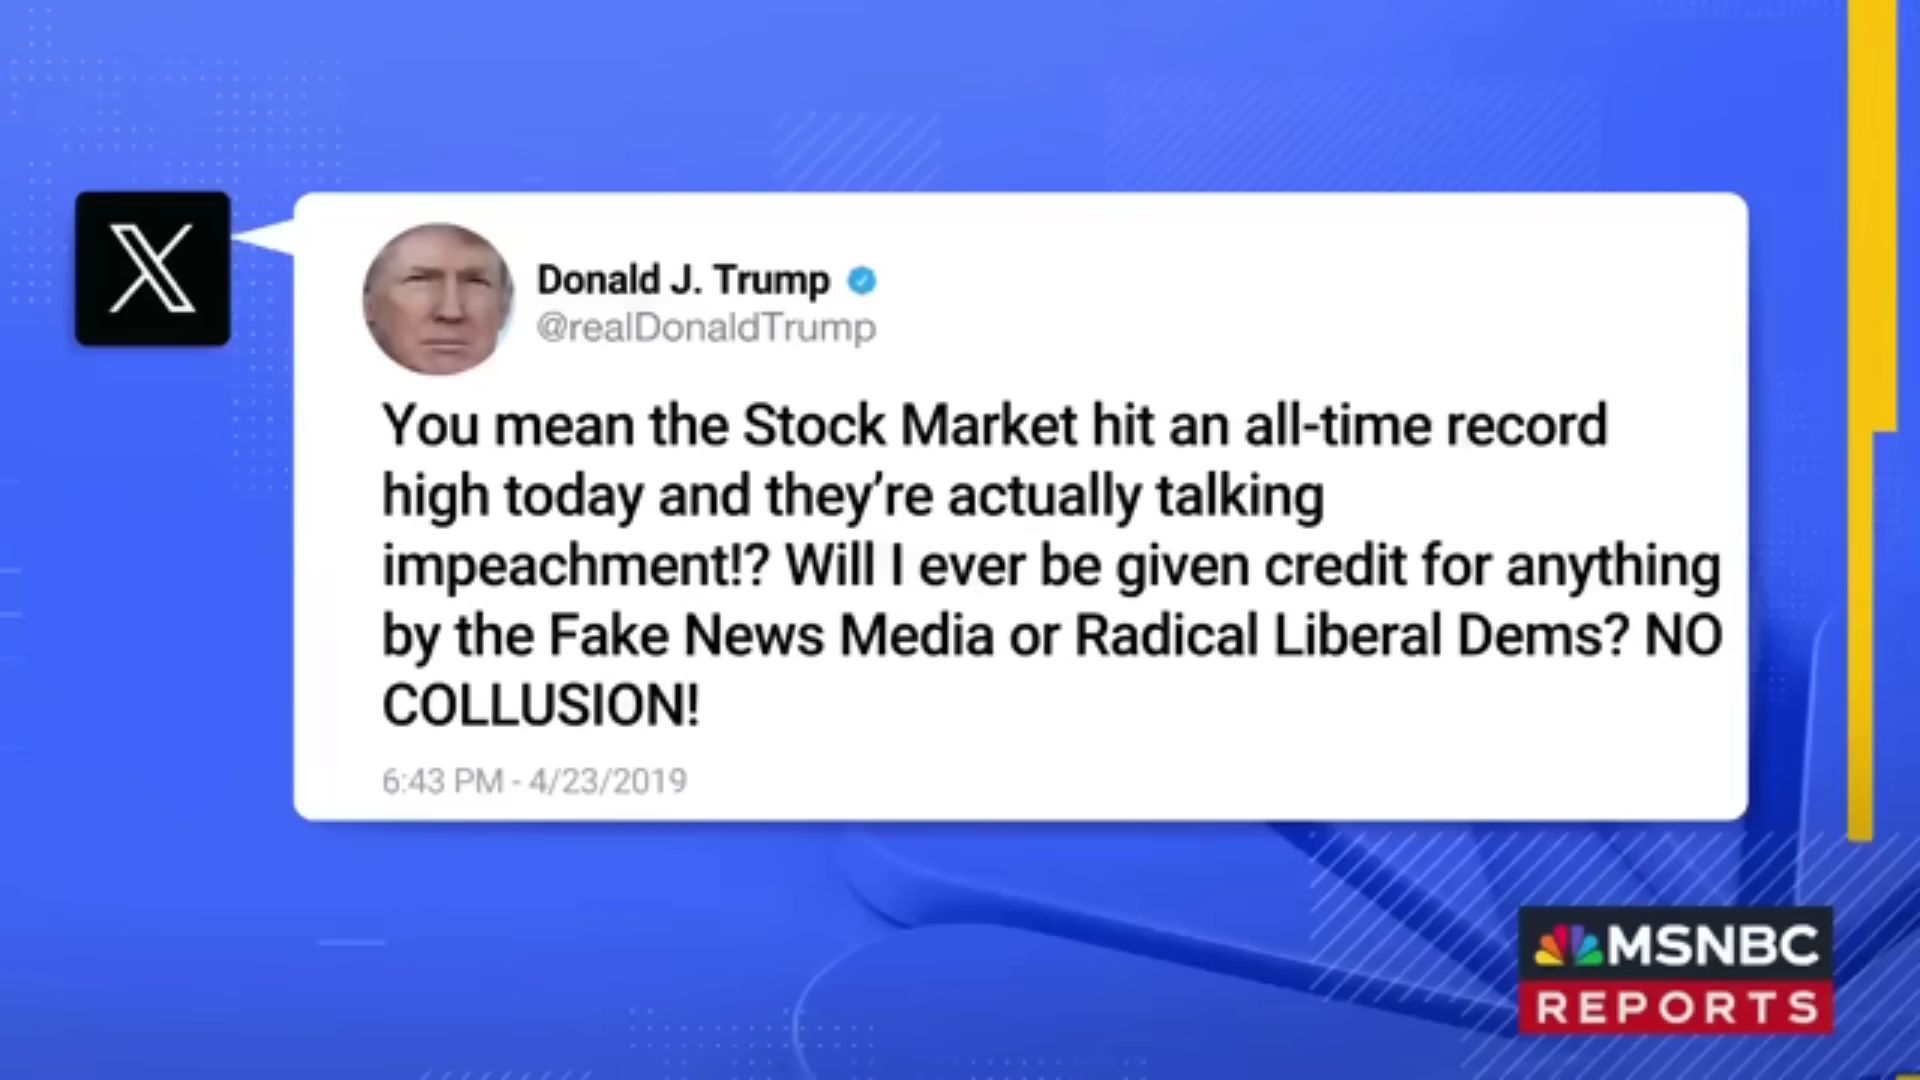 X
Donald J. Trump
@realDonaldTrump
You mean the Stock Market hit an all-time record
high today and they’re actually talking
impeachment!? Will I ever be given credit for anything
by the Fake News Media or Radical Liberal Dems? NO
COLLUSION!
6:43 PM - 4/23/2019
MSNBC
REPORTS